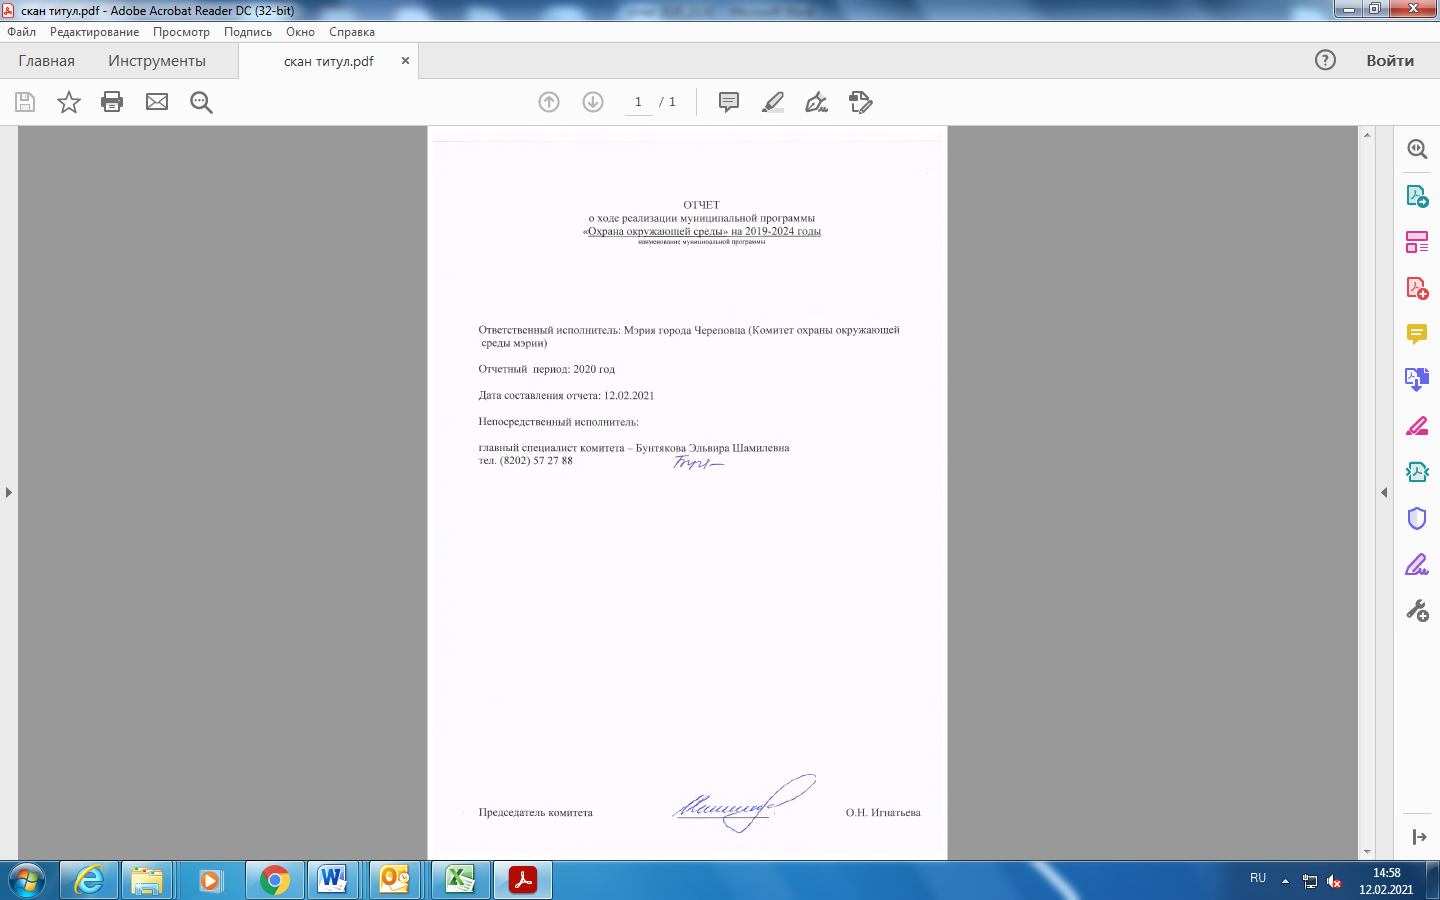 скан титул.pdf - Adobe Acrobat Reader DC (32-bit)
Файл Редактирование Просмотр Подпись Окно Справка
Главная Инструменты скан титул.pdf × Войти
1 / 1
ОТЧЕТ
о ходе реализации муниципальной программы
«Охрана окружающей среды» на 2019-2024 годы
наименование муниципальной программы
Ответственный исполнитель: Мэрия города Череповца (Комитет охраны окружающей
среды мэрии)
Отчетный период: 2020 год
Дата составления отчета: 12.02.2021
Непосредственный исполнитель:
главный специалист комитета – Бунтякова Эльвира Шамилевна
тел. (8202) 57 27 88
Председатель комитета О.Н. Игнатьева
RU
14:58
12.02.2021